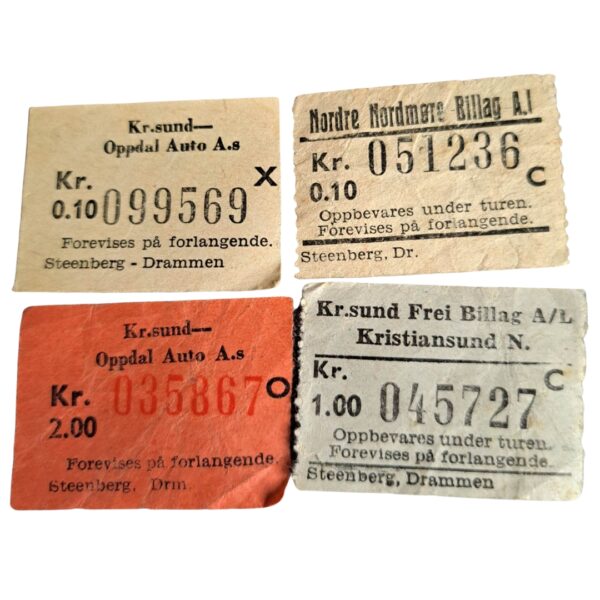 Kr.sund—
Oppdal Auto A.s
Kr. X
0.10 099569
Forevises på forlangende.
Steenberg - Drammen
Nordre Nordmøre Billag A.l
Kr. 051236
0.10 C
Oppbevares under turen.
Forevises på forlangende.
Steenberg, Dr.
Kr.sund—
Oppdal Auto A.s
Kr. 035867 O
2.00
Forevises på forlangende.
Steenberg, Drm.
Kr.sund Frei Billag A/L
Kristiansund N.
Kr. C
1.00 045727
Oppbevares under turen.
Forevises på forlangende.
Steenberg, Drammen